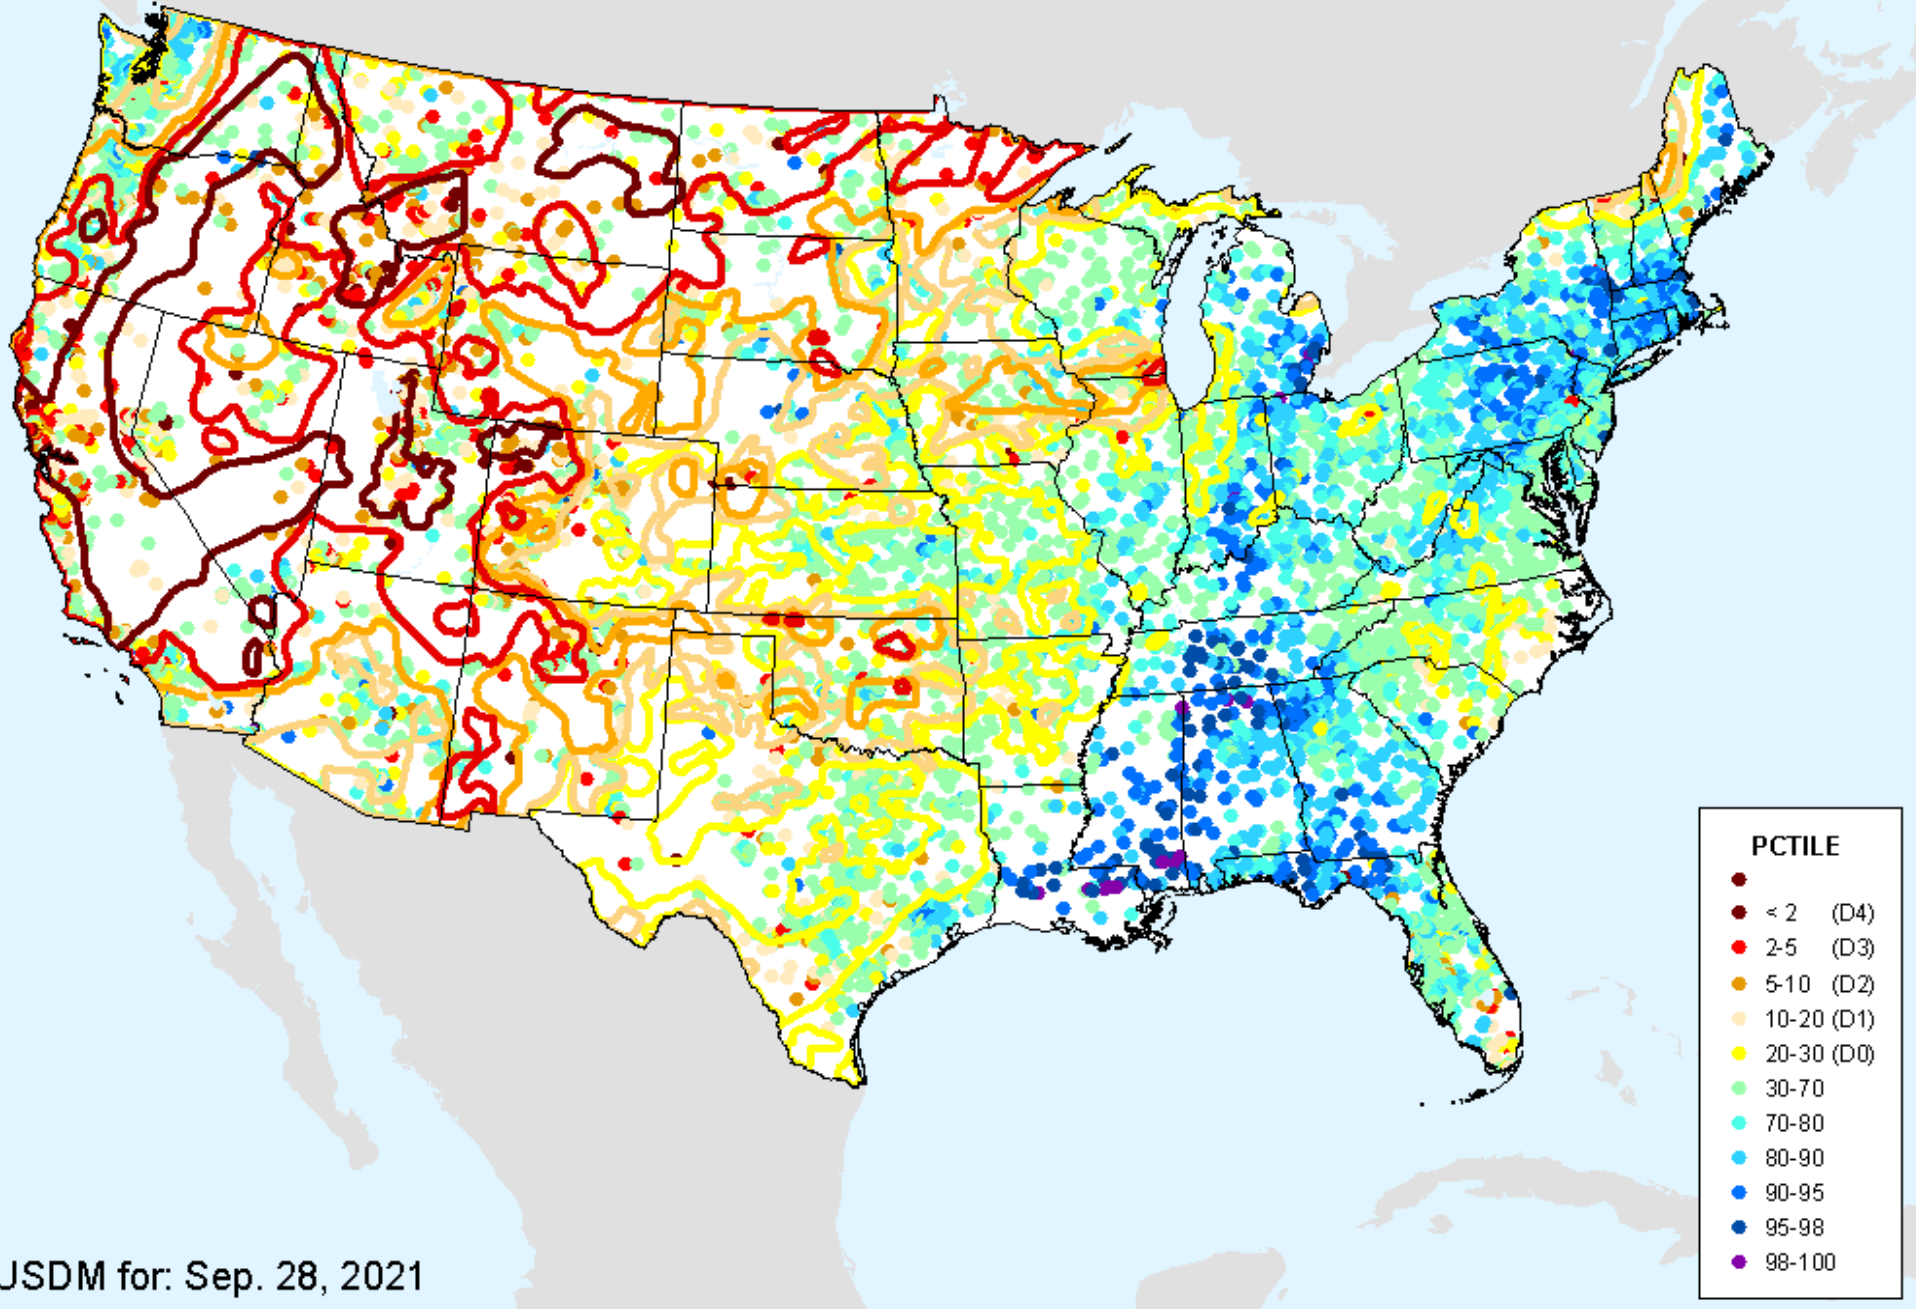 PCTILE
< 2 (D4)
2-5 (D3)
5-10 (D2)
10-20 (D1)
20-30 (D0)
30-70
70-80
80-90
90-95
95-98
98-100
USDM for: Sep. 28, 2021